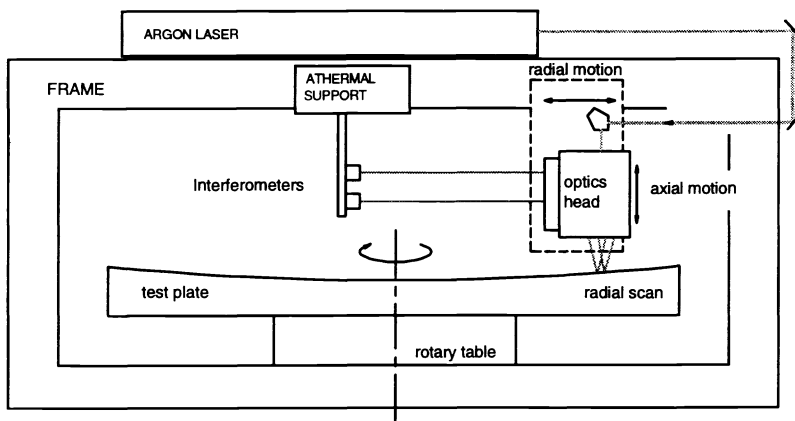 ARGON LASER
FRAME
ATHERMAL
SUPPORT
radial motion
Interferometers
optics
head
axial motion
test plate
radial scan
rotary table